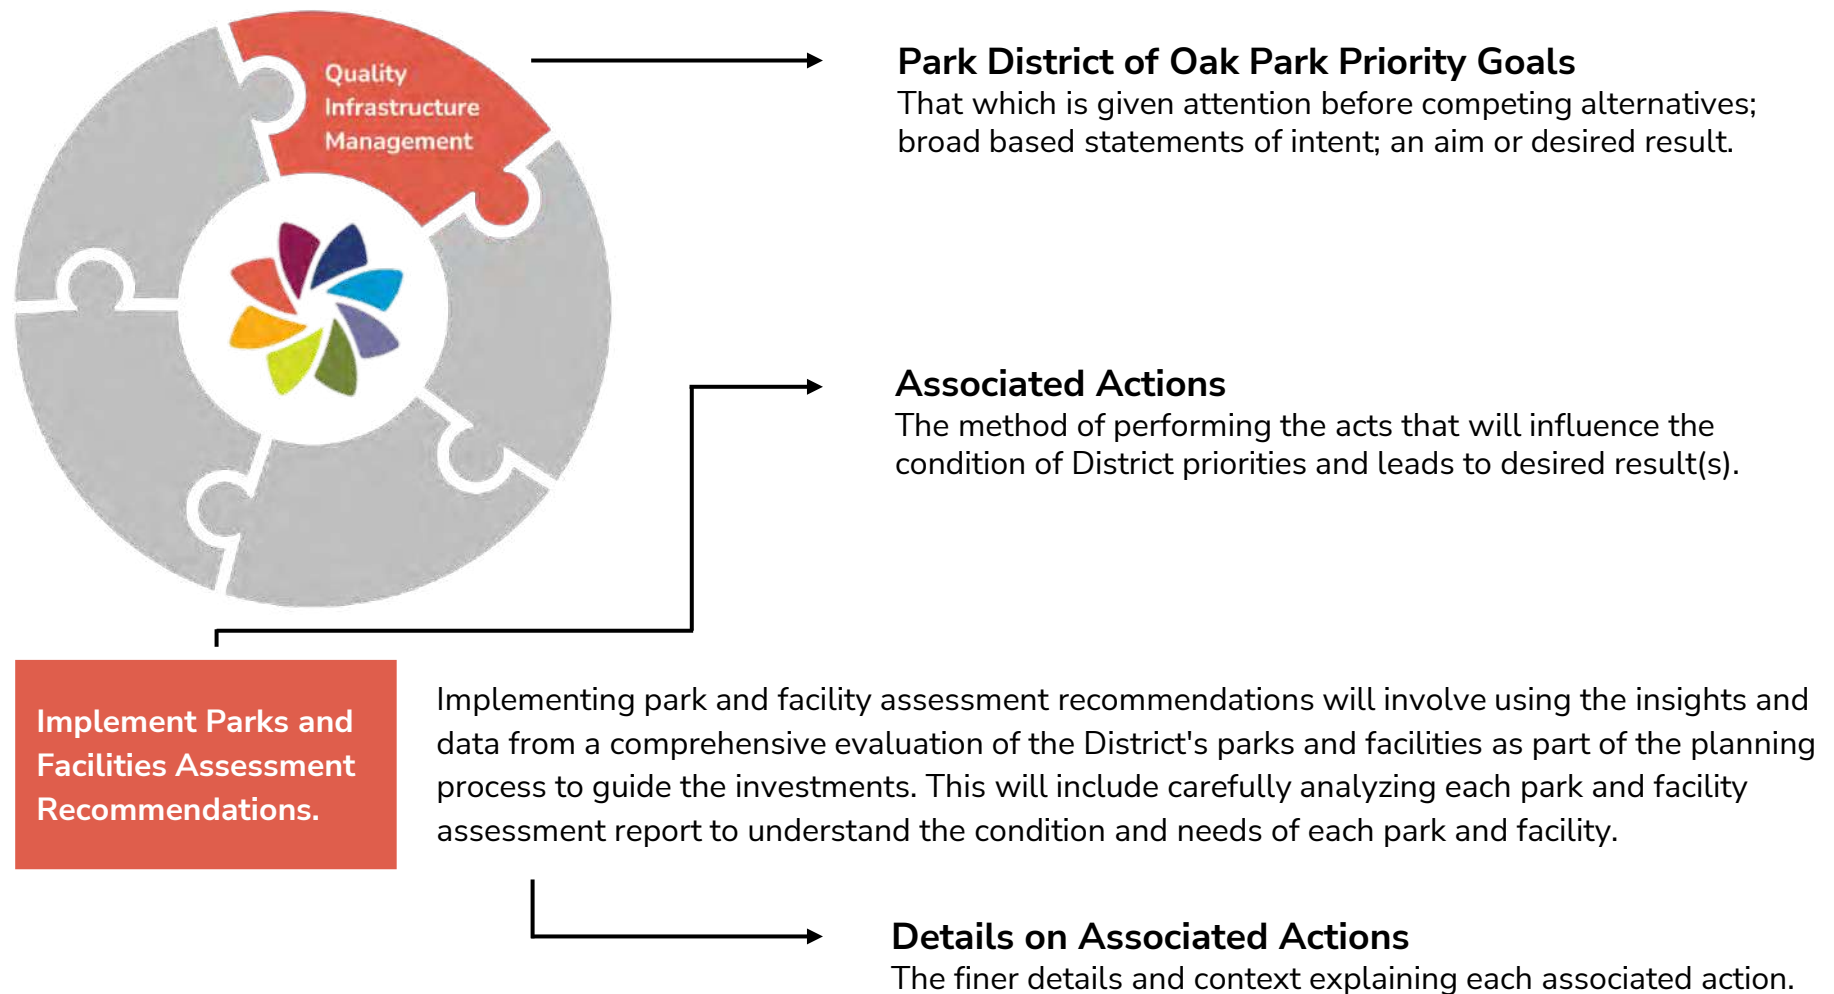 Quality
Infrastructure
Management
Park District of Oak Park Priority Goals
That which is given attention before competing alternatives;
broad based statements of intent; an aim or desired result.
Associated Actions
The method of performing the acts that will influence the
condition of District priorities and leads to desired result(s).
Implement Parks and
Facilities Assessment
Recommendations.
Implementing park and facility assessment recommendations will involve using the insights and
data from a comprehensive evaluation of the District's parks and facilities as part of the planning
process to guide the investments. This will include carefully analyzing each park and facility
assessment report to understand the condition and needs of each park and facility.
Details on Associated Actions
The finer details and context explaining each associated action.